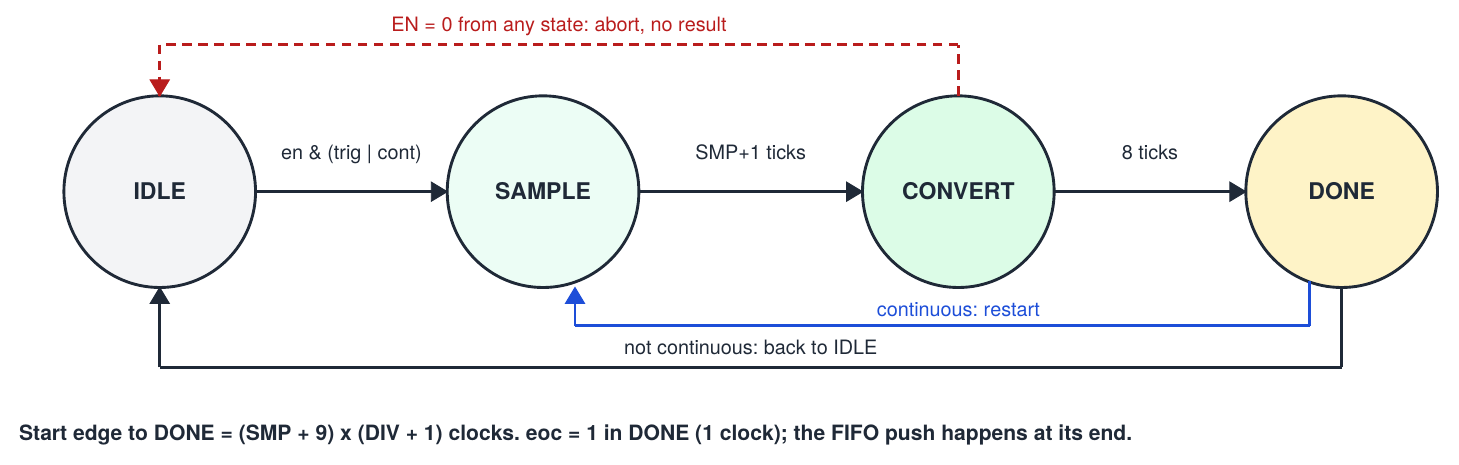 EN = 0 from any state: abort, no result
en & (trig | cont)
SMP+1 ticks
8 ticks
IDLE
SAMPLE
CONVERT
DONE
continuous: restart
not continuous: back to IDLE
Start edge to DONE = (SMP + 9) x (DIV + 1) clocks. eoc = 1 in DONE (1 clock); the FIFO push happens at its end.